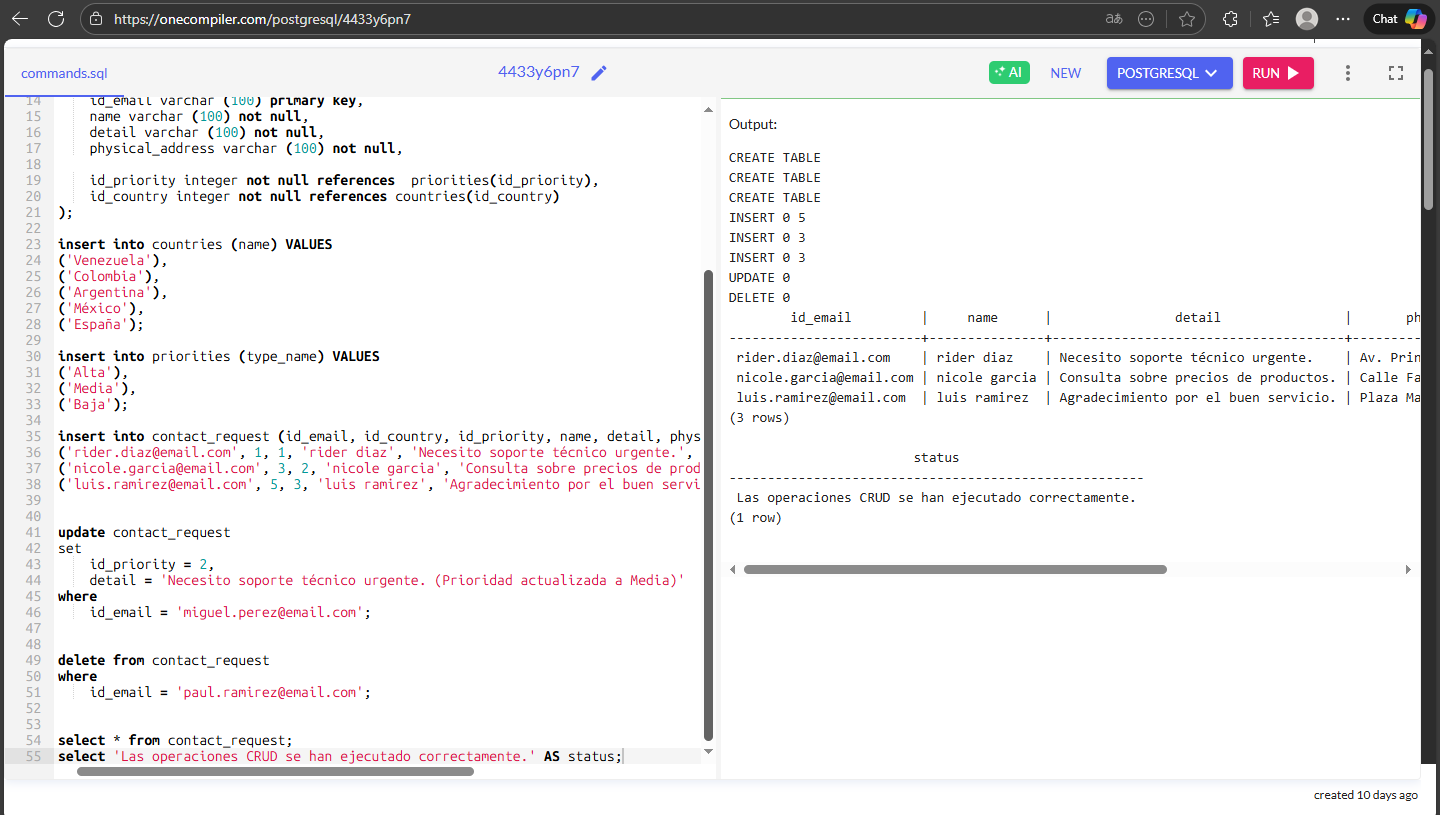 https://onecompiler.com/postgresql/4433y6pn7
Chat
commands.sql
4433y6pn7
AI
NEW
POSTGRESQL
RUN
14 id_email varchar (100) primary key,
15 name varchar (100) not null,
16 detail varchar (100) not null,
17 physical_address varchar (100) not null,
18
19 id_priority integer not null references  priorities(id_priority),
20 id_country integer not null references countries(id_country)
21 );
22
23 insert into countries (name) VALUES
24 ('Venezuela'),
25 ('Colombia'),
26 ('Argentina'),
27 ('México'),
28 ('España');
29
30 insert into priorities (type_name) VALUES
31 ('Alta'),
32 ('Media'),
33 ('Baja');
34
35 insert into contact_request (id_email, id_country, id_priority, name, detail, phys
36 ('rider.diaz@email.com', 1, 1, 'rider diaz', 'Necesito soporte técnico urgente.',
37 ('nicole.garcia@email.com', 3, 2, 'nicole garcia', 'Consulta sobre precios de prod
38 ('luis.ramirez@email.com', 5, 3, 'luis ramirez', 'Agradecimiento por el buen servi
39
40
41 update contact_request
42 set
43 id_priority = 2,
44 detail = 'Necesito soporte técnico urgente. (Prioridad actualizada a Media)'
45 where
46 id_email = 'miguel.perez@email.com';
47
48
49 delete from contact_request
50 where
51 id_email = 'paul.ramirez@email.com';
52
53
54 select * from contact_request;
55 select 'Las operaciones CRUD se han ejecutado correctamente.' AS status;
Output:
CREATE TABLE
CREATE TABLE
CREATE TABLE
INSERT 0 5
INSERT 0 3
INSERT 0 3
UPDATE 0
DELETE 0
id_email | name | detail | ph
-------------------------+---------------+-------------------------------------+--------
rider.diaz@email.com | rider diaz | Necesito soporte técnico urgente. | Av. Prin
nicole.garcia@email.com | nicole garcia | Consulta sobre precios de productos. | Calle Fa
luis.ramirez@email.com | luis ramirez | Agradecimiento por el buen servicio. | Plaza Ma
(3 rows)
status
------------------------------------------------------
Las operaciones CRUD se han ejecutado correctamente.
(1 row)
created 10 days ago